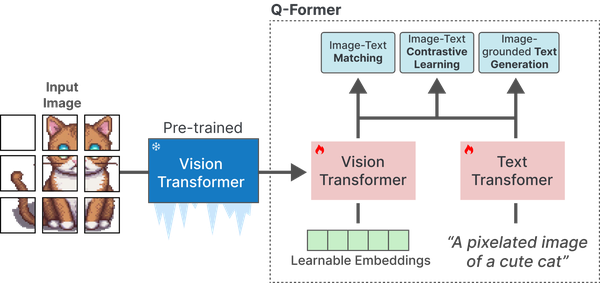 Q-Former
Input
Image
Pre-trained
Vision
Transformer
Image-Text
Matching
Image-Text
Contrastive
Learning
Image-
grounded Text
Generation
Vision
Transformer
Text
Transfomer
Learnable Embeddings
“A pixelated image
of a cute cat”